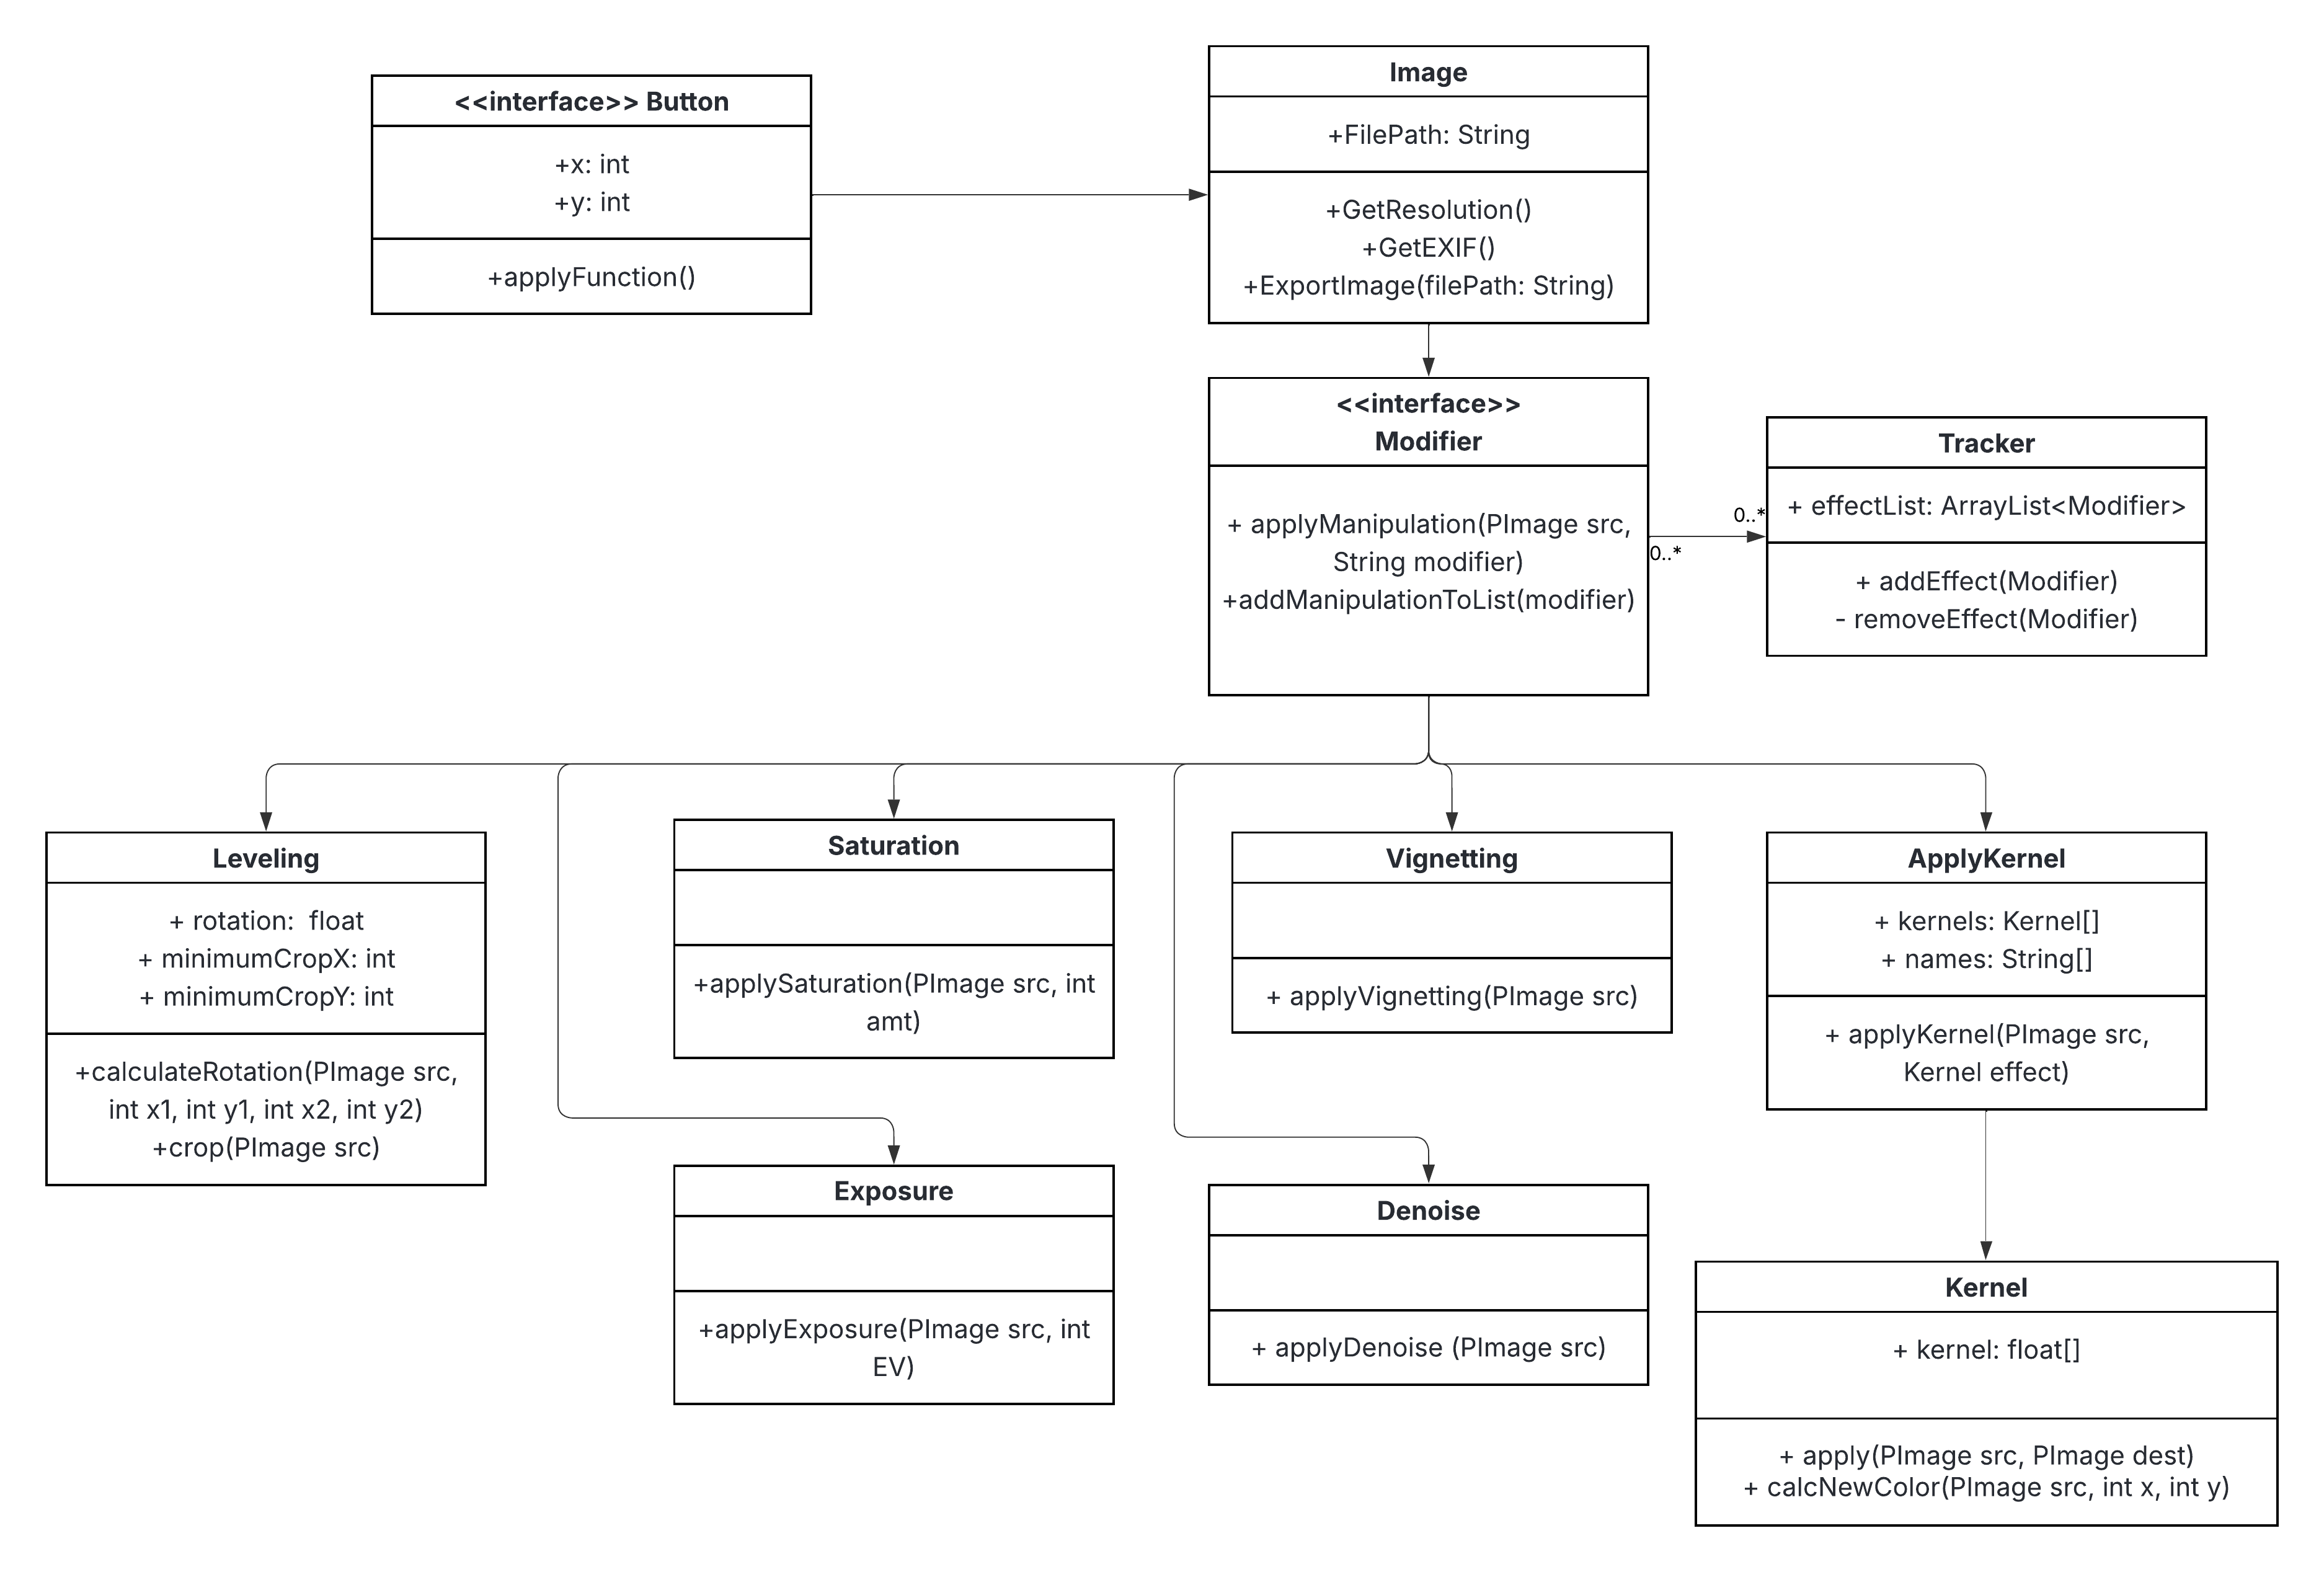 <<interface>> Button
+x: int
+y: int
+applyFunction()
Image
+FilePath: String
+GetResolution()
+GetEXIF()
+ExportImage(filePath: String)
<<interface>>
Modifier
+ applyManipulation(PImage src,
String modifier)
+addManipulationToList(modifier)
0..*
0..*
Tracker
+ effectList: ArrayList<Modifier>
+ addEffect(Modifier)
- removeEffect(Modifier)
Leveling
+ rotation:  float
+ minimumCropX: int
+ minimumCropY: int
+calculateRotation(PImage src,
int x1, int y1, int x2, int y2)
+crop(PImage src)
Saturation
+applySaturation(PImage src, int
amt)
Exposure
+applyExposure(PImage src, int
EV)
Vignetting
+ applyVignetting(PImage src)
Denoise
+ applyDenoise (PImage src)
ApplyKernel
+ kernels: Kernel[]
+ names: String[]
+ applyKernel(PImage src,
Kernel effect)
Kernel
+ kernel: float[]
+ apply(PImage src, PImage dest)
+ calcNewColor(PImage src, int x, int y)